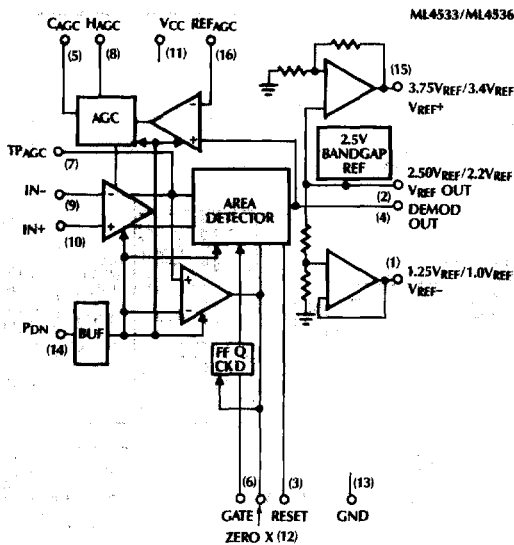 ML4533/ML4536
CAGC HAGC VCC REFAGC
(5) (8) (11) (16)
AGC
-
+
(15)
3.75VREF/3.4VREF
VREF+
2.5V
BANDGAP
REF
TPAGC
(7)
2.50VREF/2.2VREF
(2) VREF OUT
(4) DEMOD
OUT
IN-
(9)
IN+
(10)
-
+
AREA
DETECTOR
(1)
1.25VREF/1.0VREF
VREF-
+
-
PDN
(14)
BUF
FF Q
CKD
(6) (3) (13)
GATE RESET GND
ZERO X (12)